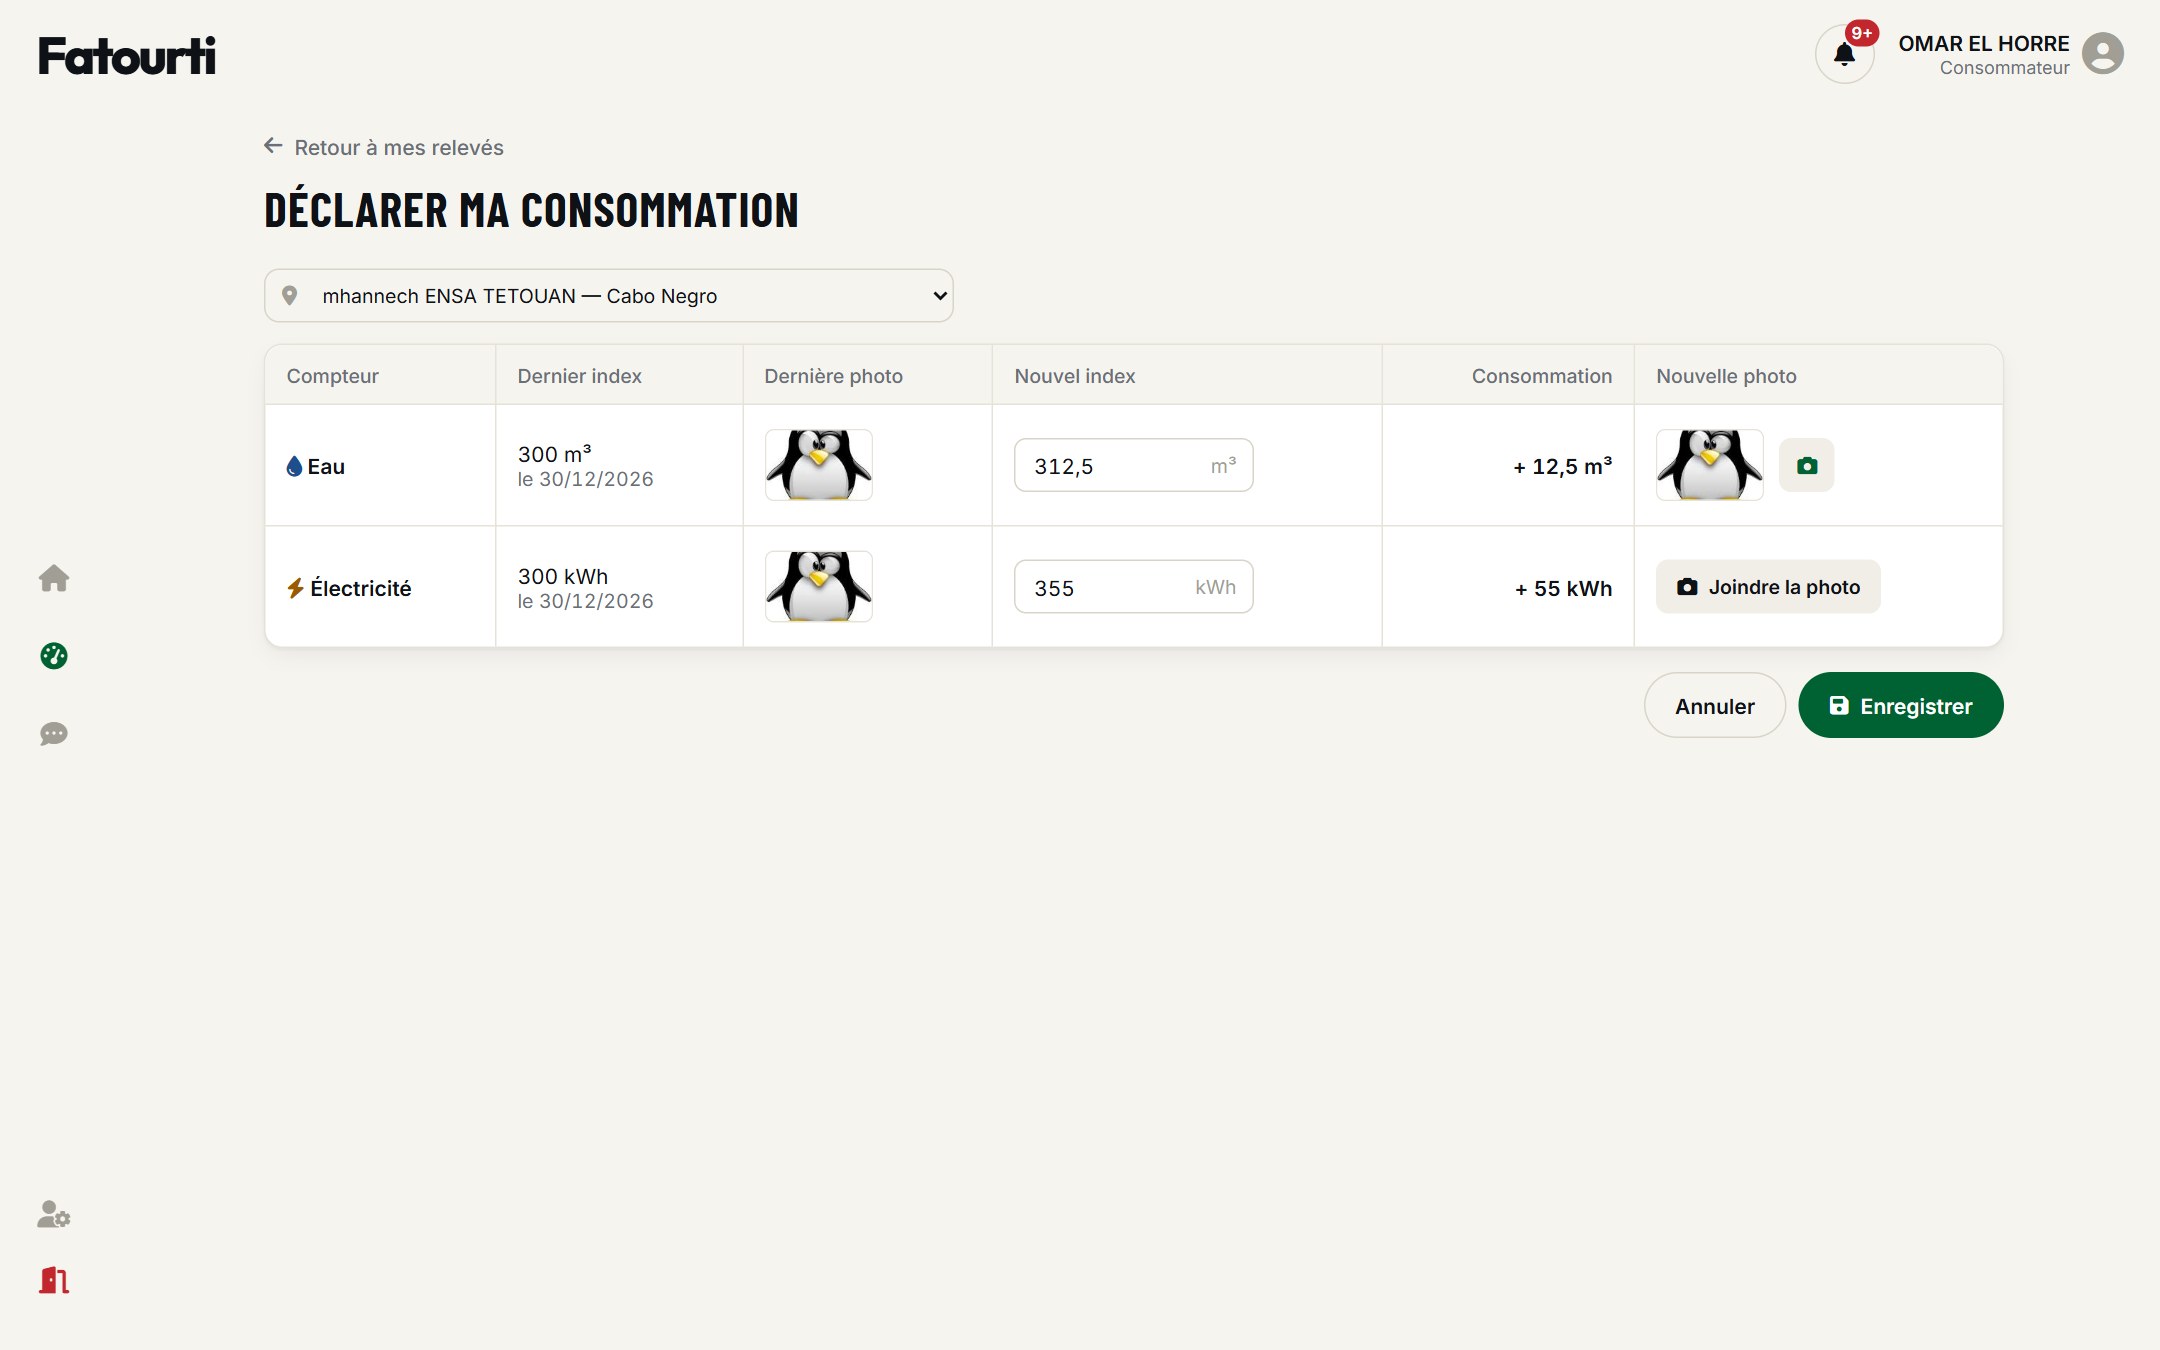 Fatourti
9+
OMAR EL HORRE
Consommateur
Retour à mes relevés
DÉCLARER MA CONSOMMATION
mhannech ENSA TETOUAN — Cabo Negro
Compteur Dernier index Dernière photo Nouvel index Consommation Nouvelle photo
Eau 300 m³ 312,5 m³ + 12,5 m³
le 30/12/2026
Électricité 300 kWh 355 kWh + 55 kWh Joindre la photo
le 30/12/2026
Annuler Enregistrer